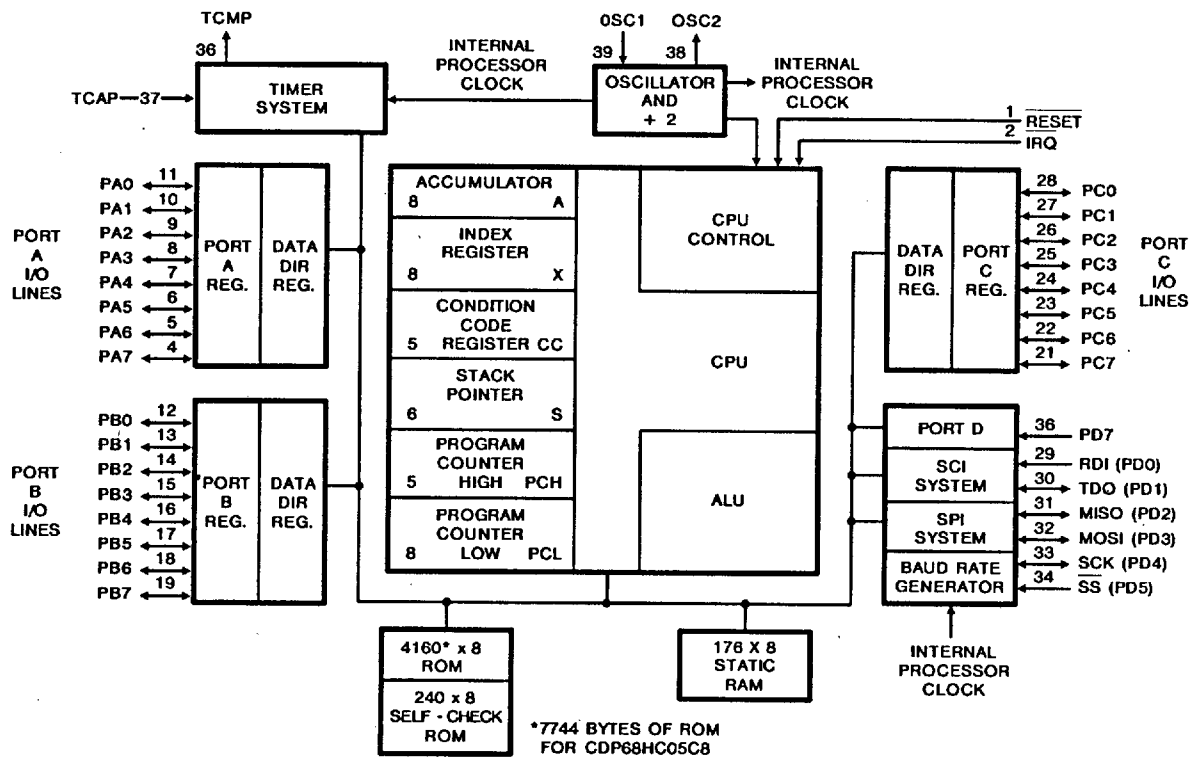 TCMP
36
TCAP—37
TIMER
SYSTEM
INTERNAL
PROCESSOR
CLOCK
OSC1
OSC2
39
38
OSCILLATOR
AND
+ 2
INTERNAL
PROCESSOR
CLOCK
1
RESET
2
IRQ
PORT
A
I/O
LINES
PA0 11
PA1 10
PA2 9
PA3 8
PA4 7
PA5 6
PA6 5
PA7 4
PORT
A
REG.
DATA
DIR
REG.
PORT
B
I/O
LINES
PB0 12
PB1 13
PB2 14
PB3 15
PB4 16
PB5 17
PB6 18
PB7 19
PORT
B
REG.
DATA
DIR
REG.
ACCUMULATOR
8 A
INDEX
REGISTER
8 X
CONDITION
CODE
5 REGISTER CC
STACK
POINTER
6 S
PROGRAM
COUNTER
5 HIGH PCH
PROGRAM
COUNTER
8 LOW PCL
CPU
CONTROL
CPU
ALU
DATA
DIR
REG.
PORT
C
REG.
28 PC0
27 PC1
26 PC2
25 PC3
24 PC4
23 PC5
22 PC6
21 PC7
PORT
C
I/O
LINES
PORT D
SCI
SYSTEM
SPI
SYSTEM
BAUD RATE
GENERATOR
36 PD7
29 RDI (PD0)
30 TDO (PD1)
31 MISO (PD2)
32 MOSI (PD3)
33 SCK (PD4)
34 SS (PD5)
INTERNAL
PROCESSOR
CLOCK
4160* x 8
ROM
240 x 8
SELF - CHECK
ROM
176 X 8
STATIC
RAM
*7744 BYTES OF ROM
FOR CDP68HC05C8